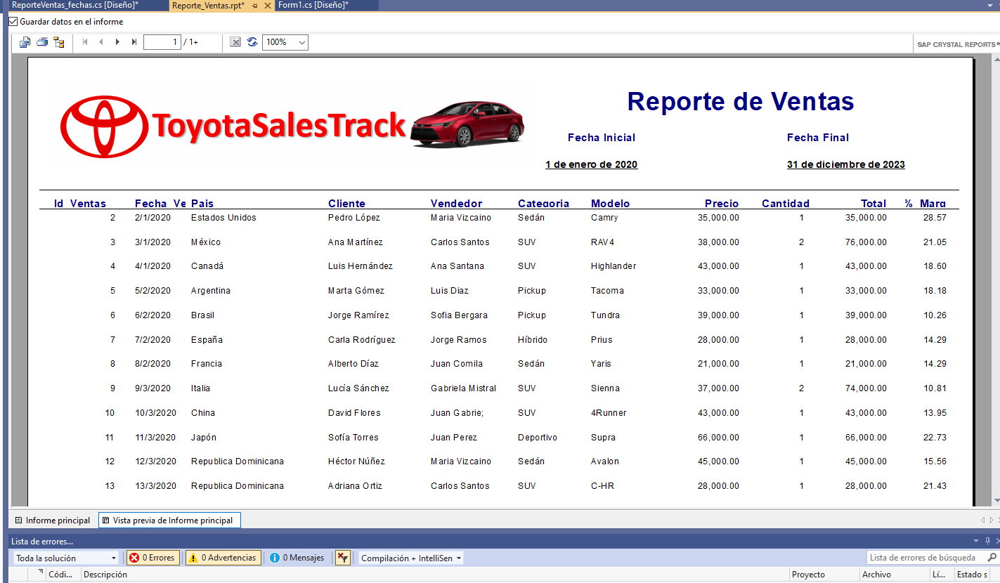 ReporteVentas_fechas.cs [Diseño]* Reporte_Ventas.rpt* Form1.cs [Diseño]*
Guardar datos en el informe
1 / 1+ 100%
SAP CRYSTAL REPORTS®
ToyotaSalesTrack
Reporte de Ventas
Fecha Inicial Fecha Final
1 de enero de 2020 31 de diciembre de 2023
Id_Ventas Fecha_Ve Pais Cliente Vendedor Categoria Modelo Precio Cantidad Total %_Marg
2 2/1/2020 Estados Unidos Pedro López Maria Vizcaino Sedán Camry 35,000.00 1 35,000.00 28.57
3 3/1/2020 México Ana Martínez Carlos Santos SUV RAV4 38,000.00 2 76,000.00 21.05
4 4/1/2020 Canadá Luis Hernández Ana Santana SUV Highlander 43,000.00 1 43,000.00 18.60
5 5/2/2020 Argentina Marta Gómez Luis Diaz Pickup Tacoma 33,000.00 1 33,000.00 18.18
6 6/2/2020 Brasil Jorge Ramírez Sofia Bergara Pickup Tundra 39,000.00 1 39,000.00 10.26
7 7/2/2020 España Carla Rodríguez Jorge Ramos Híbrido Prius 28,000.00 1 28,000.00 14.29
8 8/2/2020 Francia Alberto Díaz Juan Comila Sedán Yaris 21,000.00 1 21,000.00 14.29
9 9/3/2020 Italia Lucía Sánchez Gabriela Mistral SUV Sienna 37,000.00 2 74,000.00 10.81
10 10/3/2020 China David Flores Juan Gabrie; SUV 4Runner 43,000.00 1 43,000.00 13.95
11 11/3/2020 Japón Sofía Torres Juan Perez Deportivo Supra 66,000.00 1 66,000.00 22.73
12 12/3/2020 Republica Dominicana Héctor Núñez Maria Vizcaino Sedán Avalon 45,000.00 1 45,000.00 15.56
13 13/3/2020 Republica Dominicana Adriana Ortiz Carlos Santos SUV C-HR 28,000.00 1 28,000.00 21.43
Informe principal Vista previa de Informe principal
Lista de errores...
Toda la solución 0 Errores 0 Advertencias 0 Mensajes Compilación + IntelliSen Lista de errores de búsqueda
Códi... Descripción Proyecto Archivo Lí... Estado s